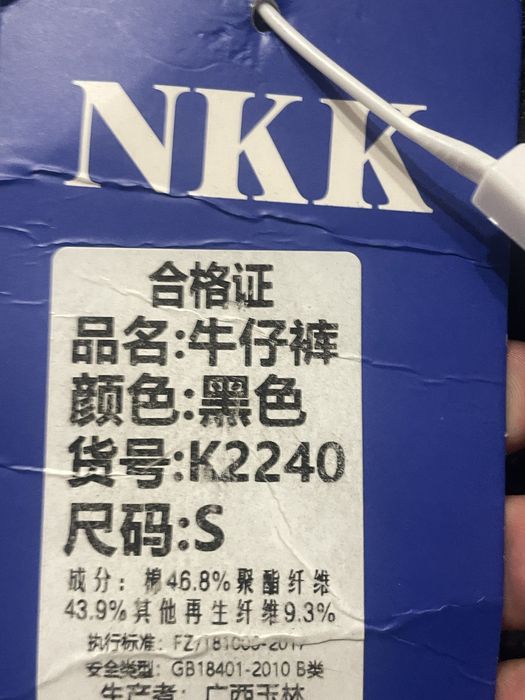 NKK
合格证
品名:牛仔裤
颜色:黑色
货号:K2240
尺码:S
成分: 棉46.8%聚酯纤维
43.9%其他再生纤维9.3%
执行标准: FZ/T81006-2017
安全类型: GB18401-2010 B类
生产者: 广西玉林